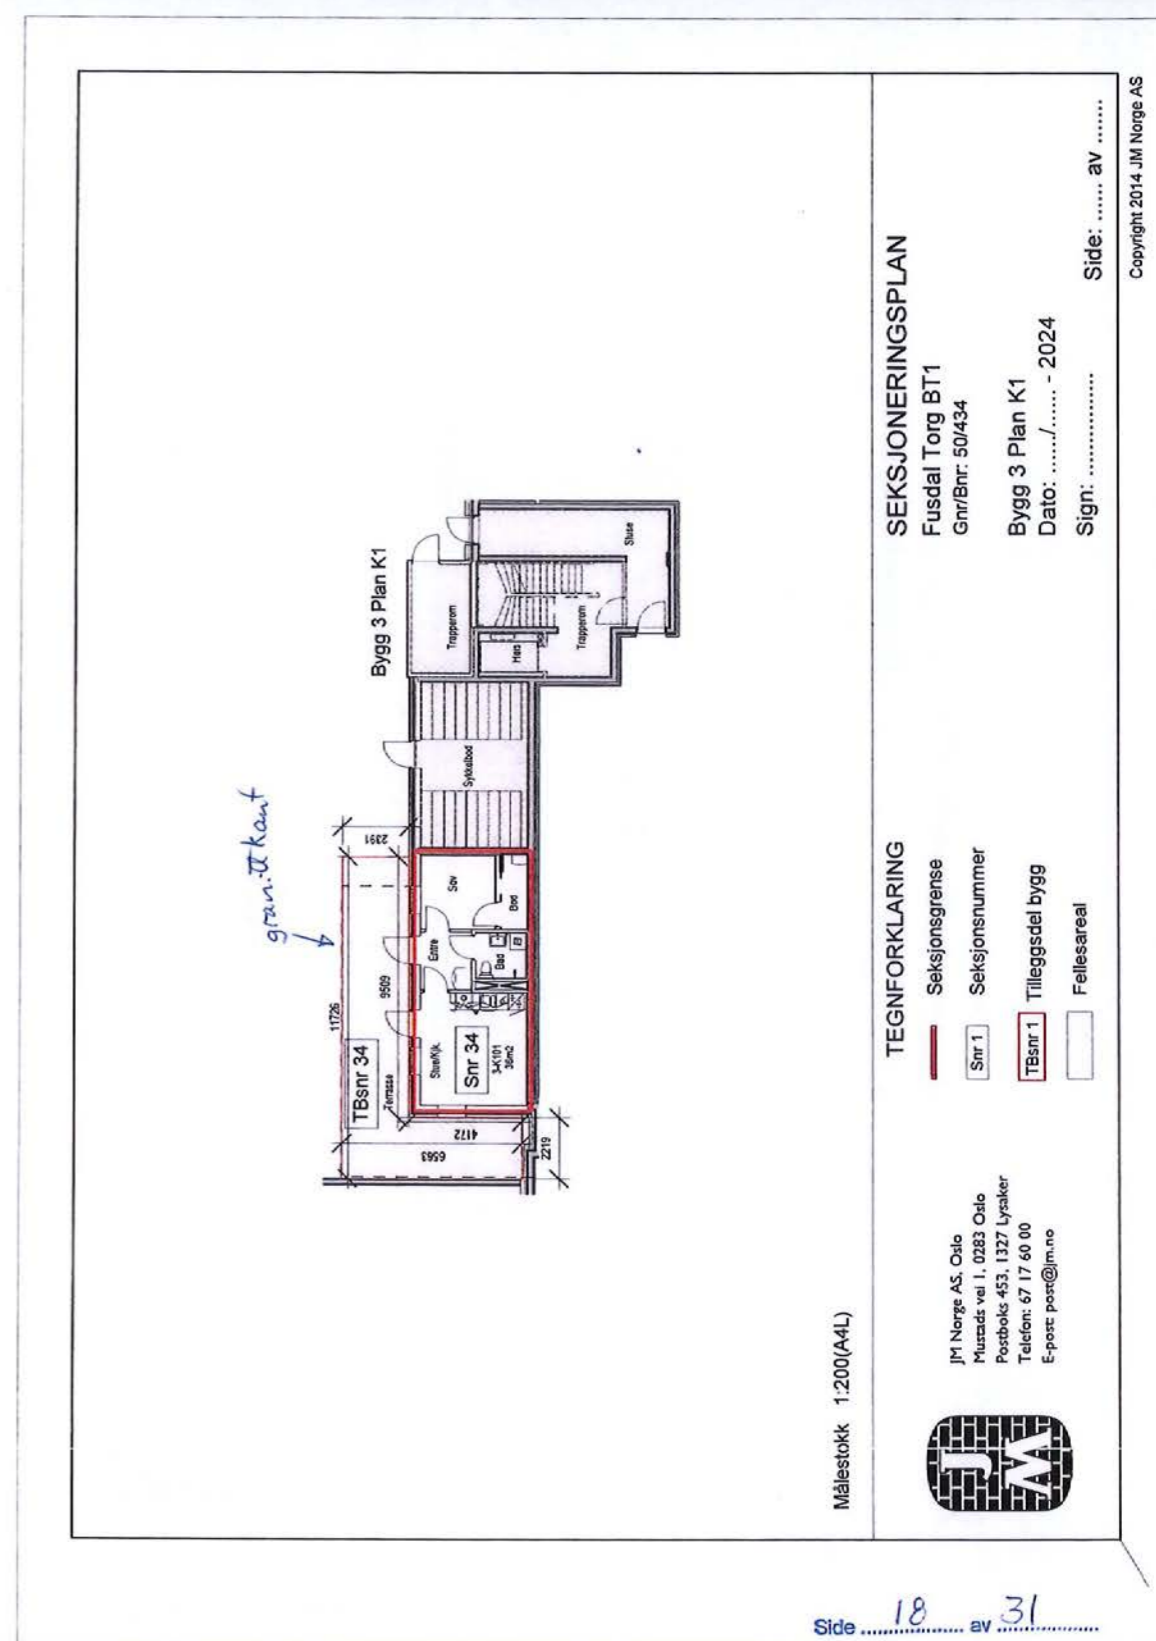 granittkant
Bygg 3 Plan K1
11726
2391
TBsnr 34
9509
Terrasse
6563
4172
2219
Stue/Kjk.
Snr 34
3-K101
36m2
Entre
Sov
Bad
Bod
Sykkelbod
Trapperom
Heis
Trapperom
Sluse
Målestokk 1:200(A4L)
JM
JM Norge AS, Oslo
Mustads vei 1, 0283 Oslo
Postboks 453, 1327 Lysaker
Telefon: 67 17 60 00
E-post: post@jm.no
TEGNFORKLARING
Seksjonsgrense
Snr 1 Seksjonsnummer
TBsnr 1 Tilleggsdel bygg
Fellesareal
SEKSJONERINGSPLAN
Fusdal Torg BT1
Gnr/Bnr: 50/434
Bygg 3 Plan K1
Dato: ....../...... - 2024
Sign: ................ Side: ...... av .......
Copyright 2014 JM Norge AS
Side 18 av 31